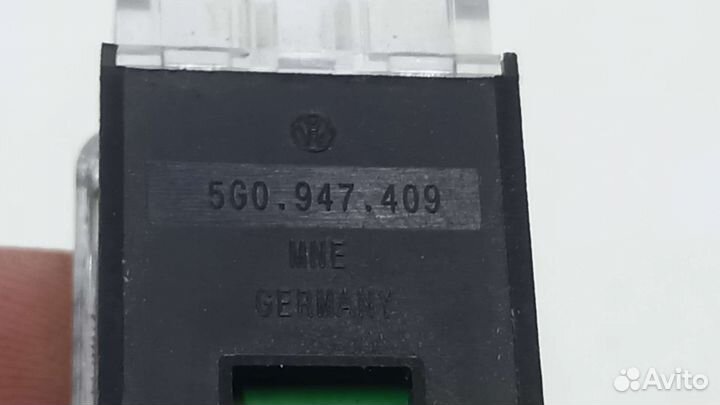 5G0.947.409
MNE
GERMANY
Avito